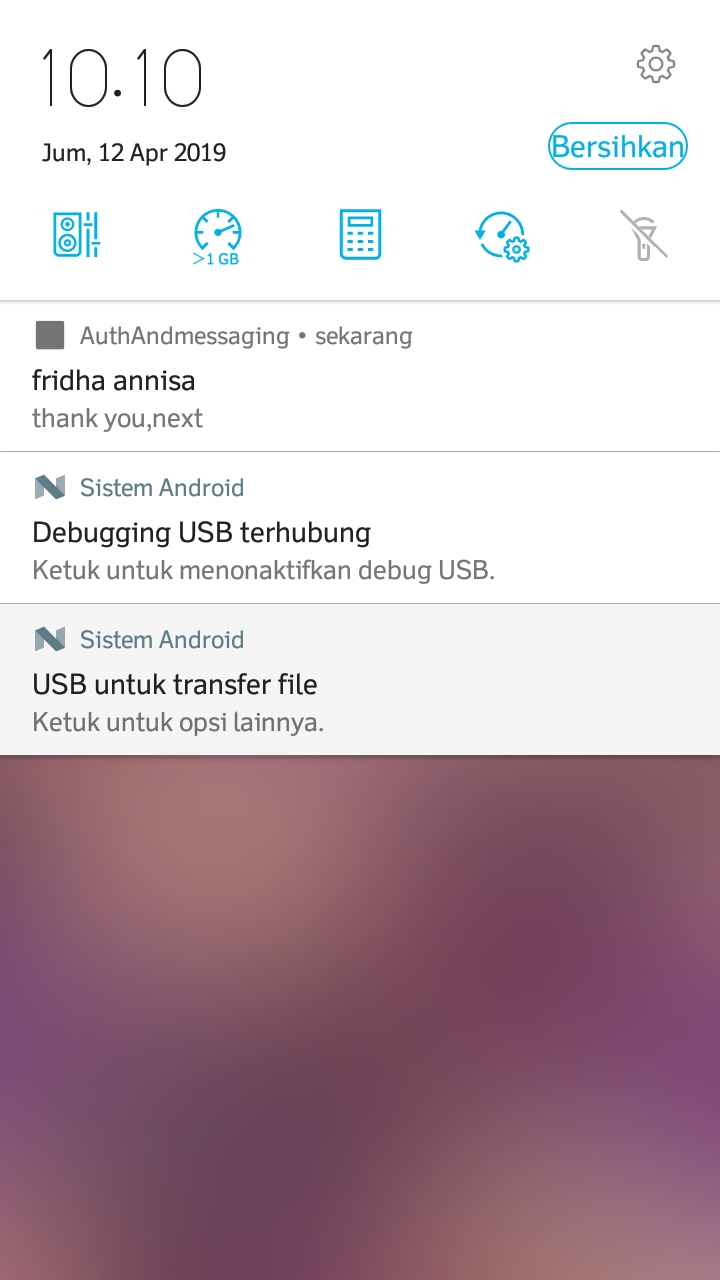 10.10
Jum, 12 Apr 2019
Bersihkan
>1 GB
AuthAndmessaging • sekarang
fridha annisa
thank you,next
Sistem Android
Debugging USB terhubung
Ketuk untuk menonaktifkan debug USB.
Sistem Android
USB untuk transfer file
Ketuk untuk opsi lainnya.